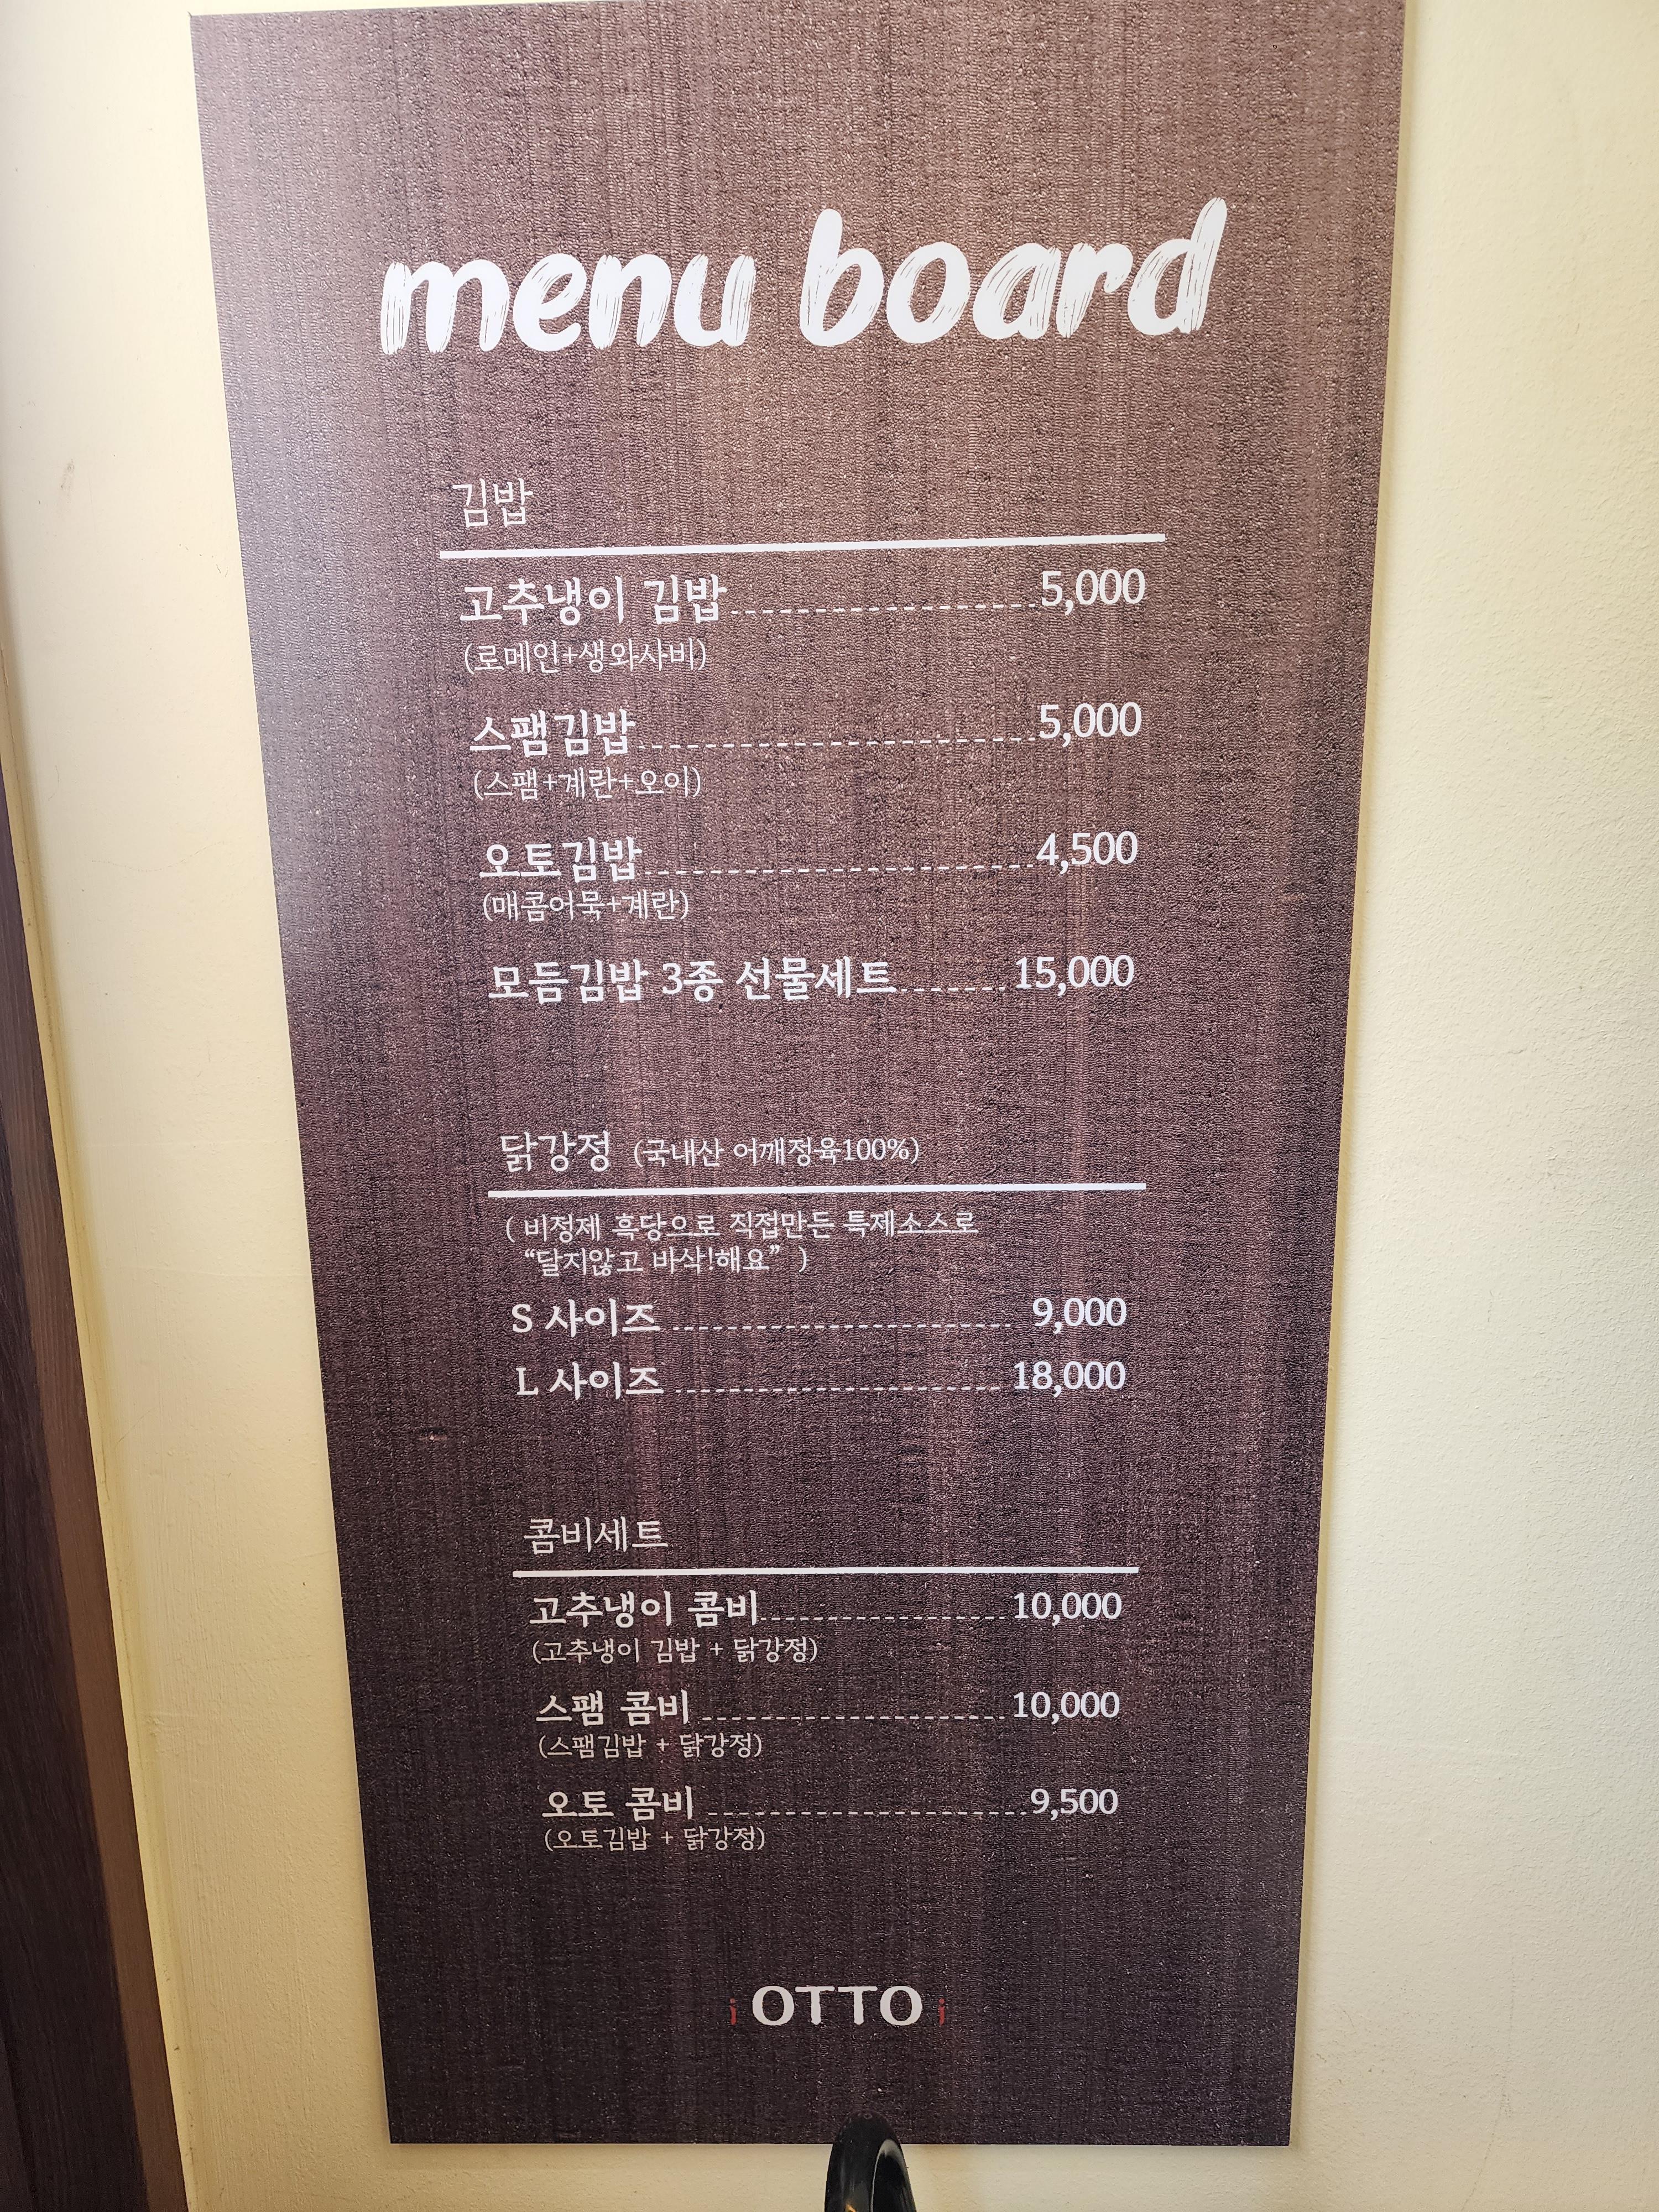 menu board
김밥
고추냉이 김밥 5,000
(로메인+생와사비)
스팸김밥 5,000
(스팸+계란+오이)
오토김밥 4,500
(매콤어묵+계란)
모듬김밥 3종 선물세트 15,000
닭강정 (국내산 어깨정육100%)
( 비정제 흑당으로 직접만든 특제소스로
“달지않고 바삭!해요” )
S 사이즈 9,000
L 사이즈 18,000
콤비세트
고추냉이 콤비 10,000
(고추냉이 김밥 + 닭강정)
스팸 콤비 10,000
(스팸김밥 + 닭강정)
오토 콤비 9,500
(오토김밥 + 닭강정)
i OTTO i